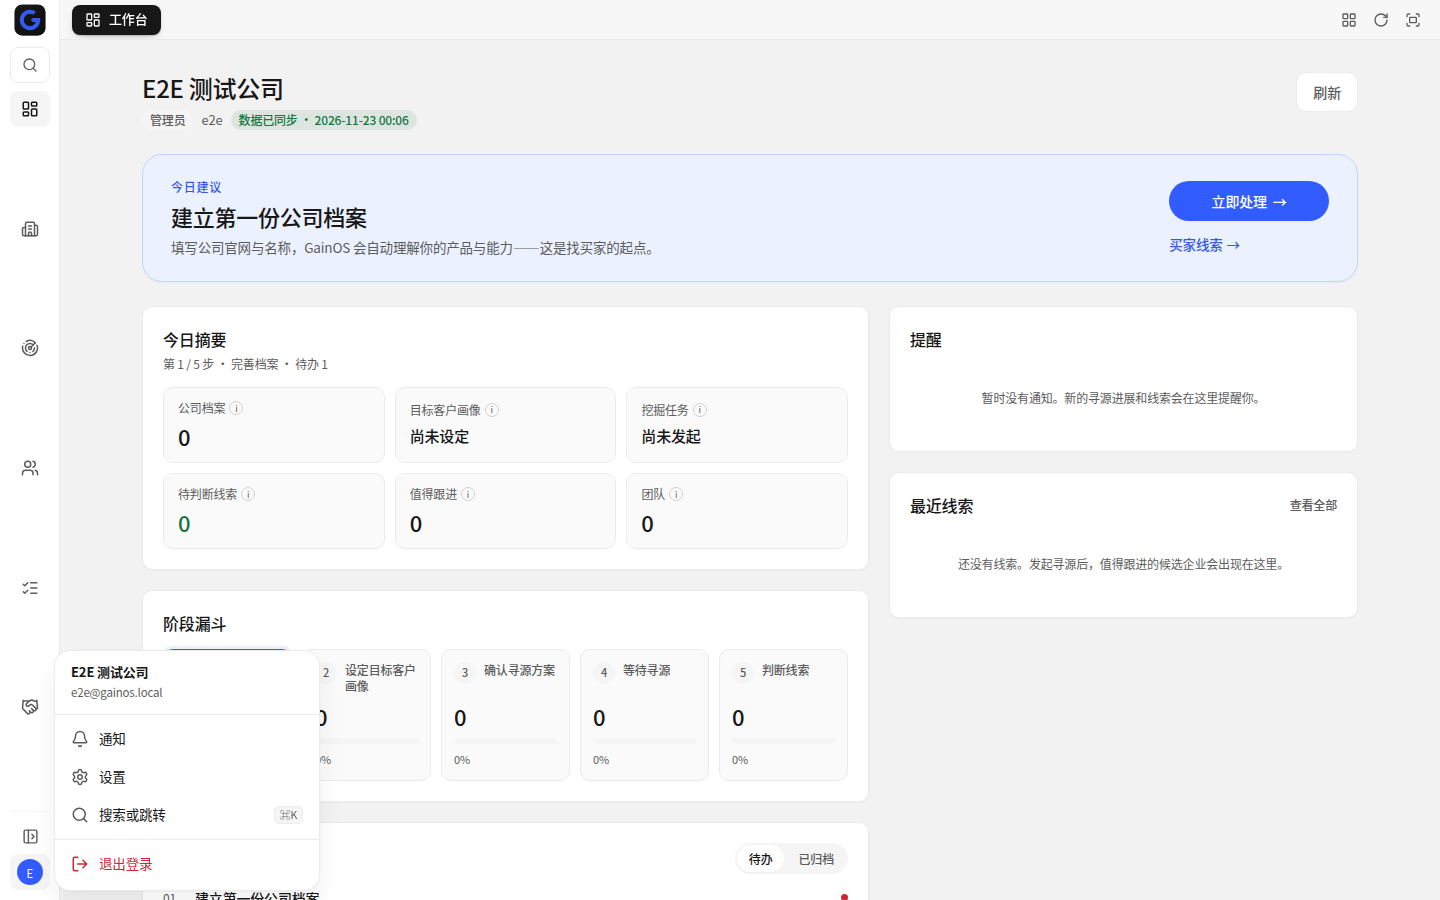 工作台
E2E 测试公司
刷新
管理员 e2e 数据已同步 · 2026-11-23 00:06
今日建议
建立第一份公司档案
填写公司官网与名称，GainOS 会自动理解你的产品与能力——这是找买家的起点。
立即处理 →
买家线索 →
今日摘要
第 1 / 5 步 · 完善档案 · 待办 1
公司档案
0
目标客户画像
尚未设定
挖掘任务
尚未发起
待判断线索
0
值得跟进
0
团队
0
提醒
暂时没有通知。新的寻源进展和线索会在这里提醒你。
最近线索
查看全部
还没有线索。发起寻源后，值得跟进的候选企业会出现在这里。
阶段漏斗
2 设定目标客户
画像
0
0%
3 确认寻源方案
0
0%
4 等待寻源
0
0%
5 判断线索
0
0%
E2E 测试公司
e2e@gainos.local
通知
设置
搜索或跳转 ⌘K
退出登录
E
待办 已归档
01 建立第一份公司档案